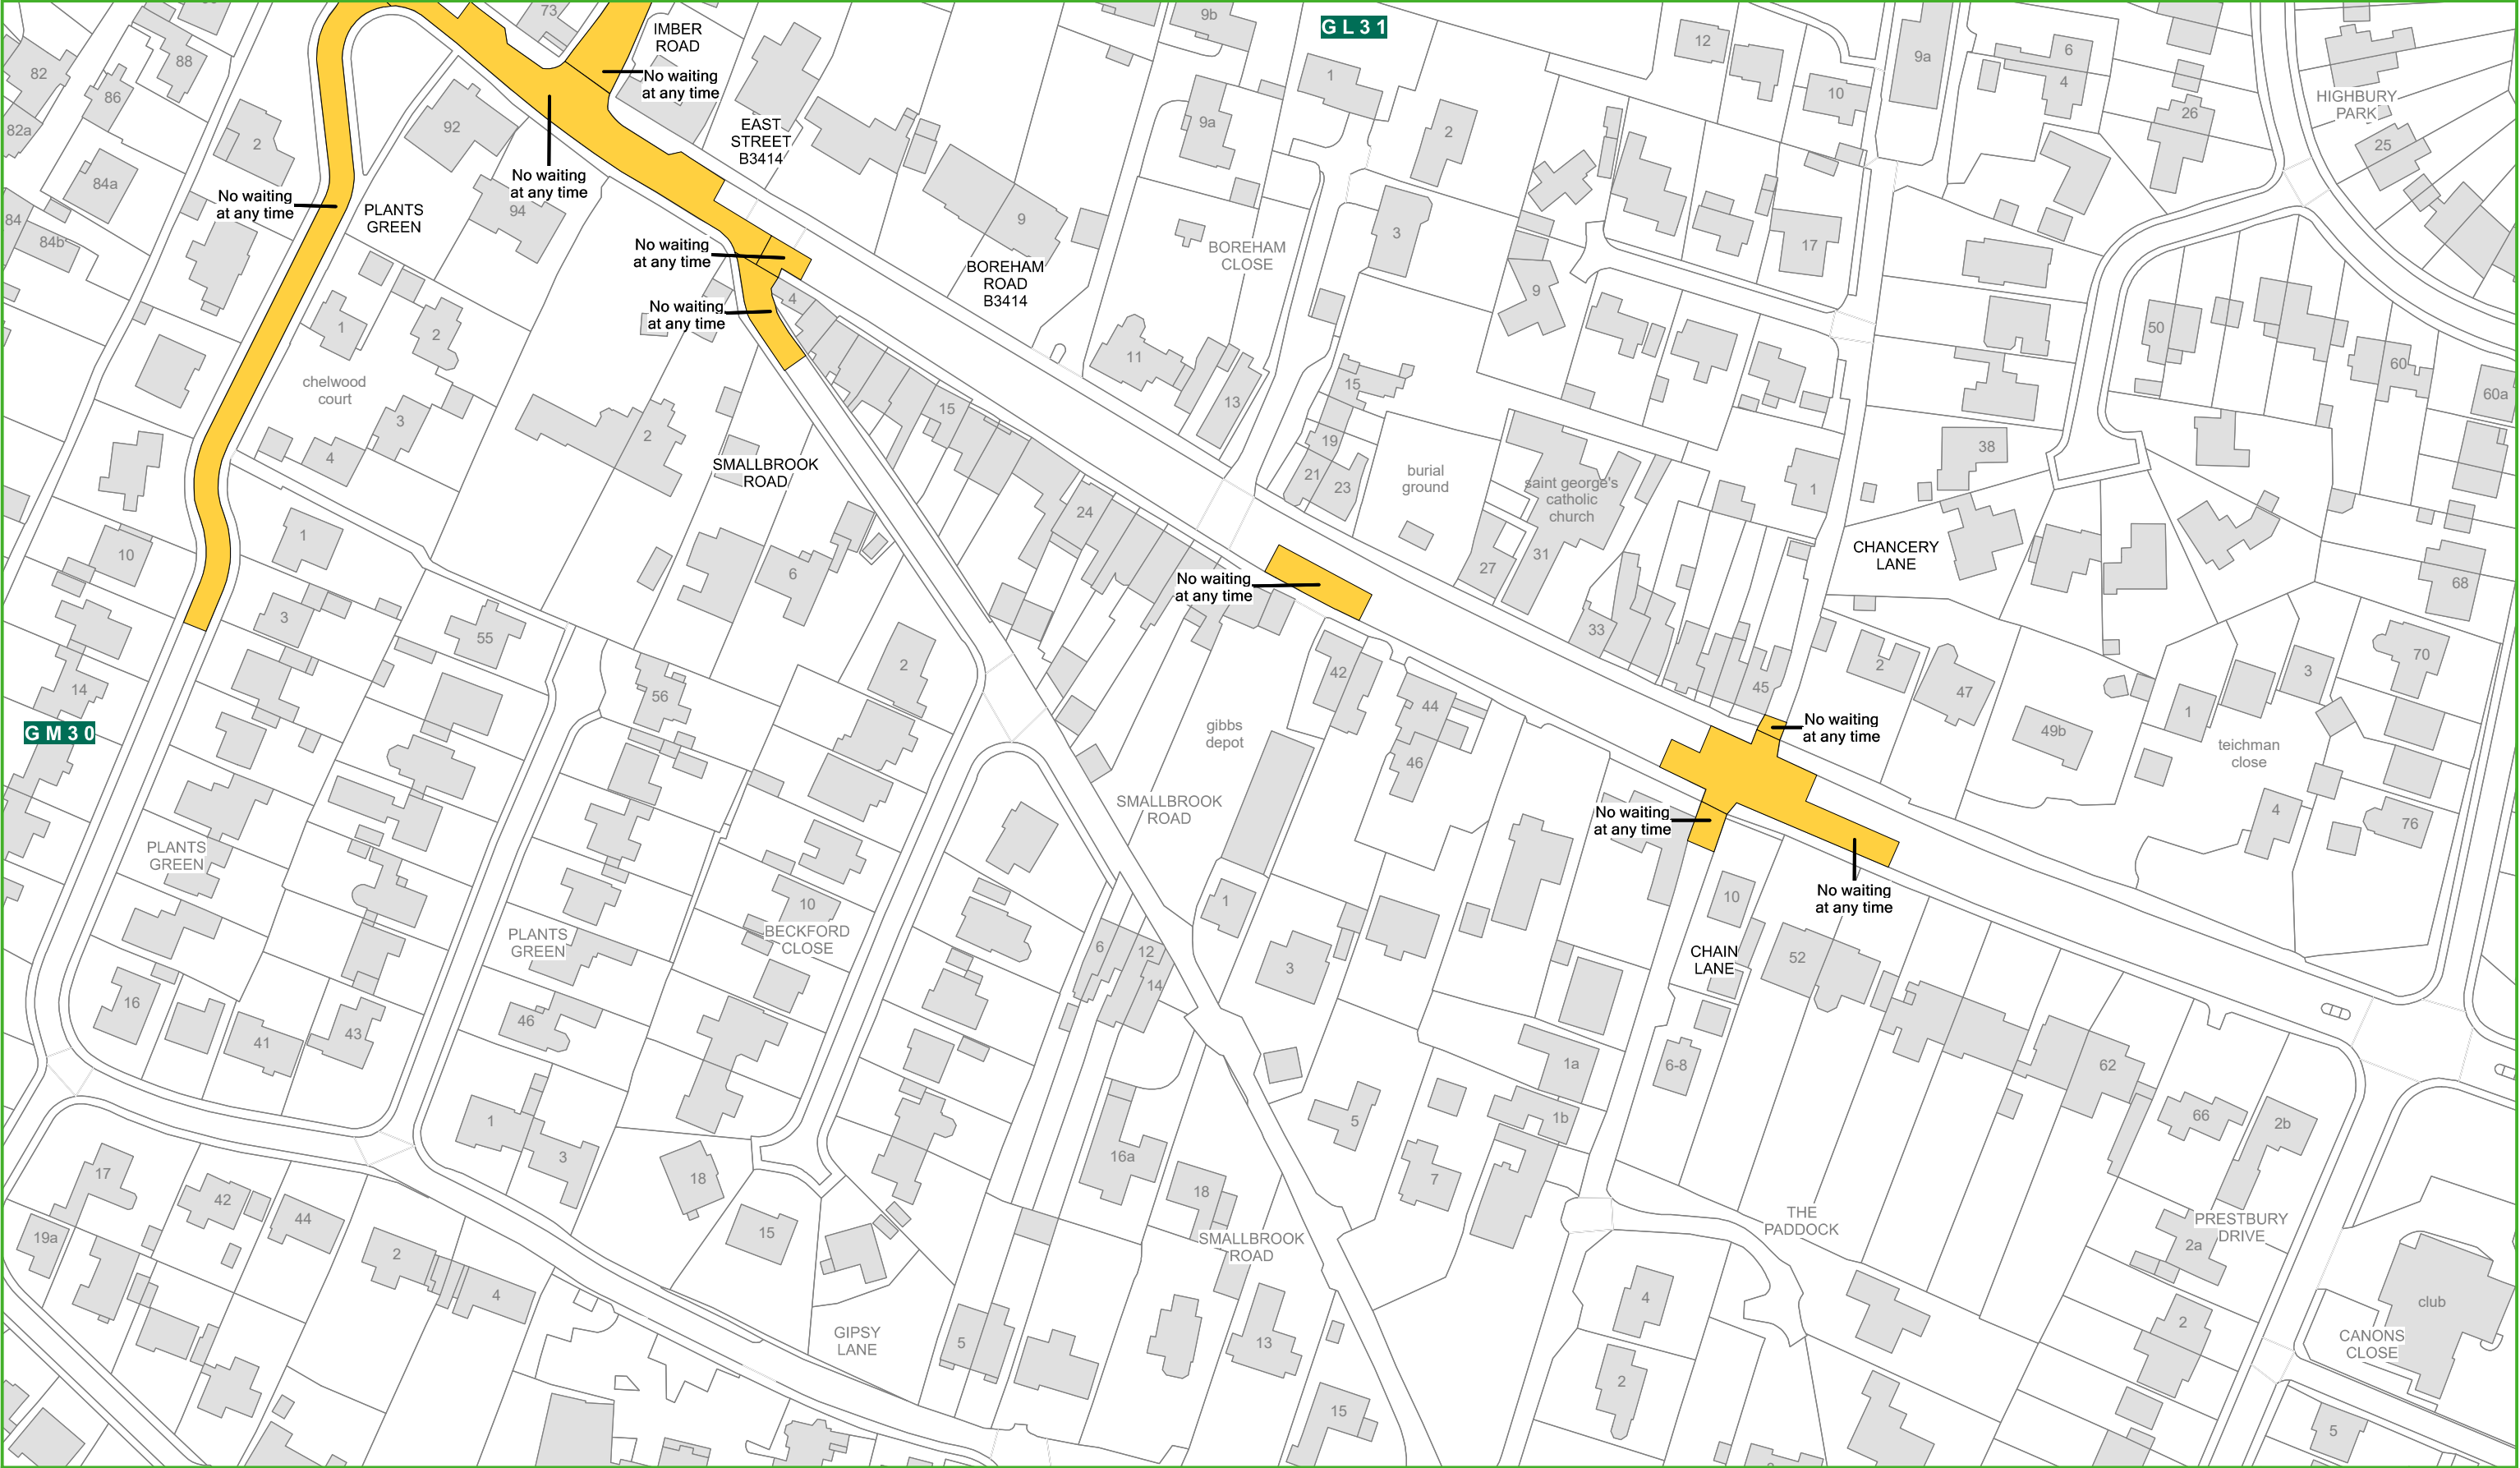 73
9b
GL31
IMBER
ROAD
12
9a
6
4
88
82
86
No waiting
at any time
1
10
HIGHBURY
PARK
82a
2
92
EAST
STREET
B3414
9a
2
26
25
84a
No waiting
at any time
No waiting
at any time
84
84b
PLANTS
GREEN
94
9
3
BOREHAM
CLOSE
17
No waiting
at any time
BOREHAM
ROAD
B3414
9
4
No waiting
at any time
1
2
11
50
60
60a
chelwood
court
15
13
15
3
4
2
19
38
SMALLBROOK
ROAD
21
23
burial
ground
saint george's
catholic
church
1
24
1
10
31
27
CHANCERY
LANE
6
No waiting
at any time
68
3
55
33
2
42
2
70
14
56
44
45
47
3
1
GM30
gibbs
depot
46
No waiting
at any time
49b
teichman
close
SMALLBROOK
ROAD
No waiting
at any time
4
76
PLANTS
GREEN
No waiting
at any time
10
1
10
PLANTS
GREEN
BECKFORD
CLOSE
6
12
14
3
CHAIN
LANE
52
16
41
43
46
1a
6-8
62
1
3
5
1b
66
2b
17
42
44
19a
18
16a
18
7
THE
PADDOCK
PRESTBURY
DRIVE
2a
15
SMALLBROOK
ROAD
2
4
4
club
GIPSY
LANE
5
13
2
CANONS
CLOSE
2
15
5